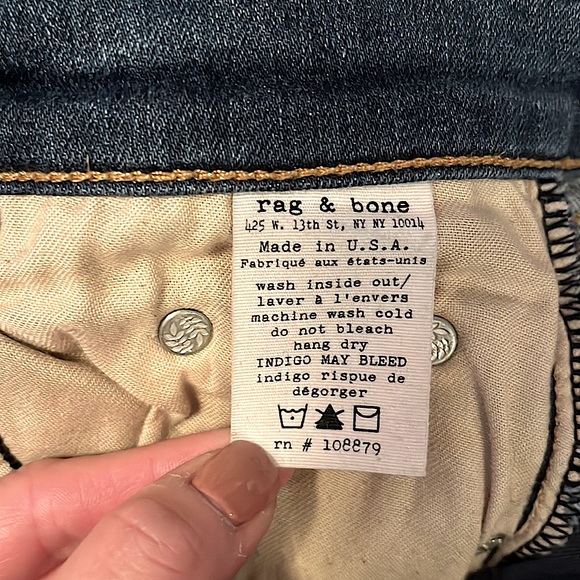 rag & bone
425 W. 13th St, NY NY 10014
Made in U.S.A.
Fabriqué aux états-unis
wash inside out/
laver à l'envers
machine wash cold
do not bleach
hang dry
INDIGO MAY BLEED
indigo rispue de
dégorger
rn # 108879